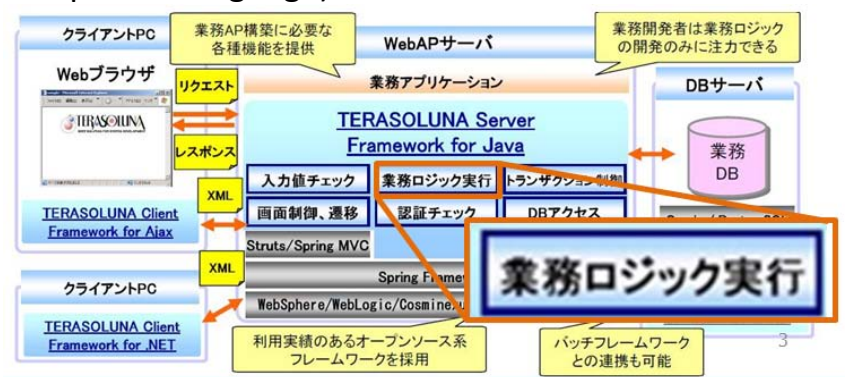 クライアントPC
業務AP構築に必要な
各種機能を提供
WebAPサーバ
業務開発者は業務ロジック
の開発のみに注力できる
Webブラウザ
リクエスト
業務アプリケーション
DBサーバ
TERASOLUNA
TERASOLUNA Server
Framework for Java
レスポンス
業務
DB
入力値チェック
業務ロジック実行
トランザクション制御
XML
画面制御、遷移
認証チェック
DBアクセス
TERASOLUNA Client
Framework for Ajax
Struts/Spring MVC
業務ロジック実行
XML
Spring
クライアントPC
WebSphere/WebLogic/
TERASOLUNA Client
Framework for .NET
利用実績のあるオープンソース系
フレームワークを採用
バッチフレームワーク
との連携も可能
3